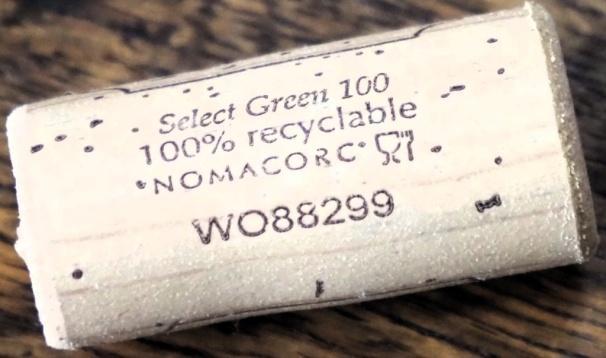 Select Green 100
100% recyclable
•NOMACORC•
WO88299